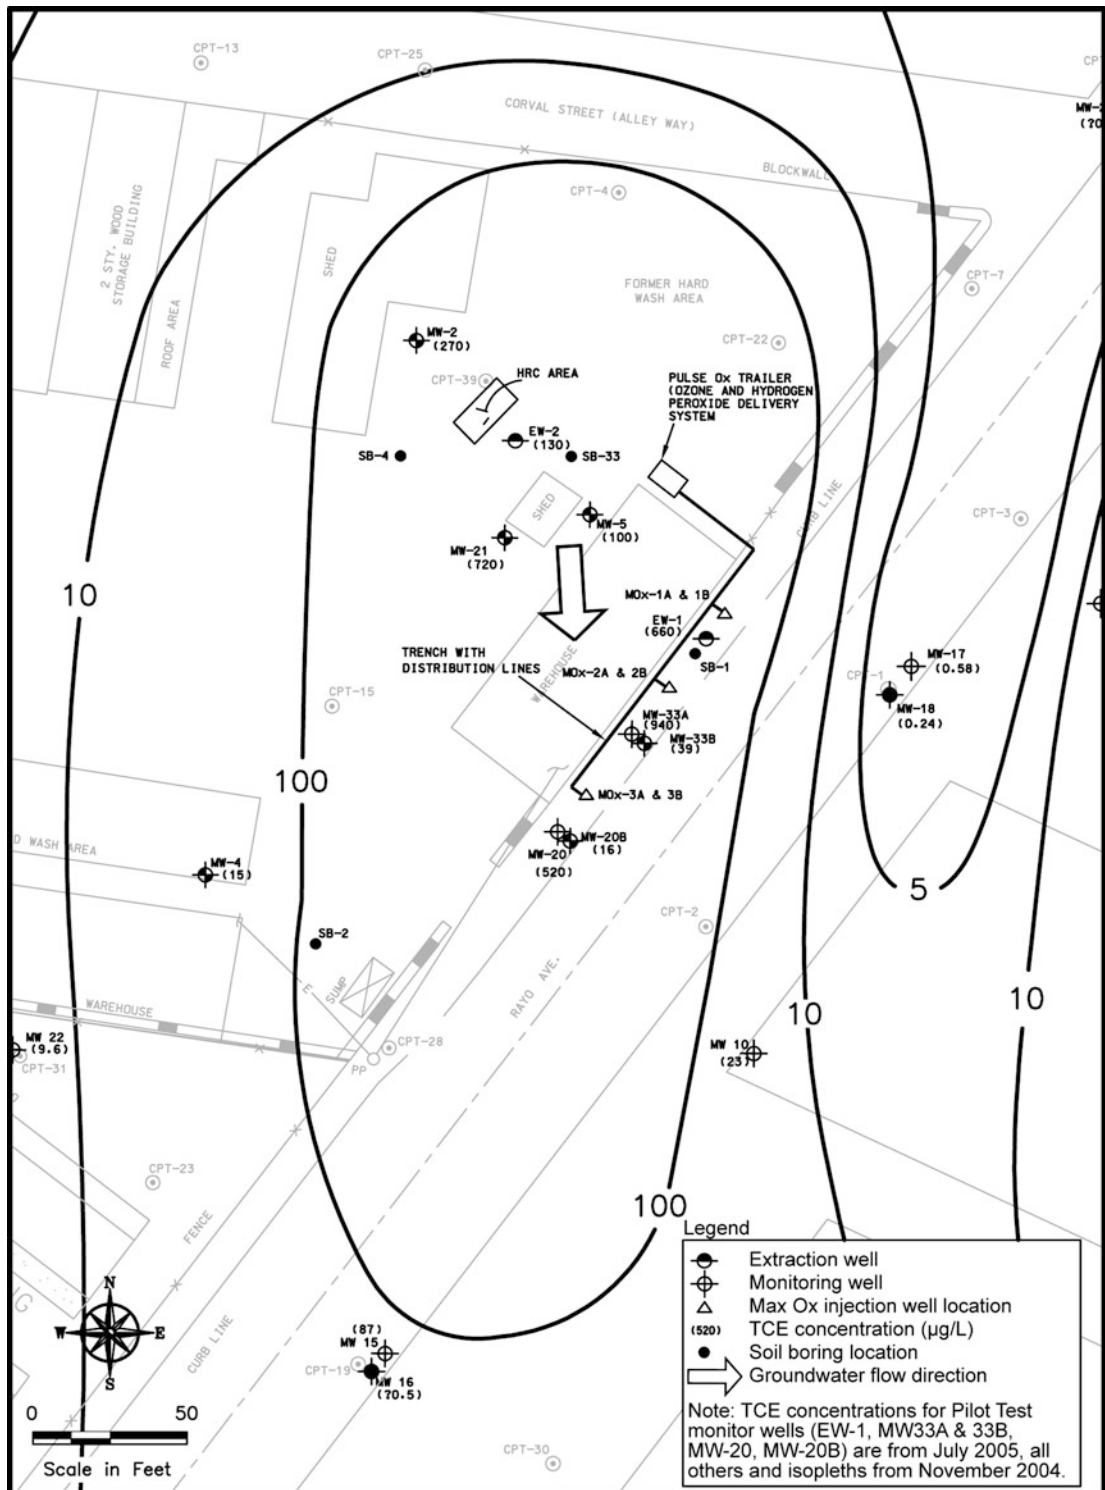 CPT-13
CPT-25
CORVAL STREET (ALLEY WAY)
BLOCKWALL
CPT-4
2 STY. WOOD
STORAGE BUILDING
ROOF AREA
SHED
FORMER HARD
WASH AREA
CPT-7
MW-2
(270)
CPT-22
CPT-39
HRC AREA
PULSE Ox TRAILER
(OZONE AND HYDROGEN
PEROXIDE DELIVERY
SYSTEM
EW-2
(130)
SB-4
SB-33
SHED
CURB LINE
CPT-3
MW-5
(100)
MW-21
(720)
10
MOx-1A & 1B
EW-1
(660)
TRENCH WITH
DISTRIBUTION LINES
WAREHOUSE
SB-1
MOx-2A & 2B
MW-17
(0.58)
CPT-1
MW-18
(0.24)
CPT-15
MW-33A
(940)
MW-33B
(39)
100
MOx-3A & 3B
MW-20B
(16)
MW-20
(520)
D WASH AREA
MW-4
(15)
5
SB-2
CPT-2
SUMP
E
RAYO AVE.
WAREHOUSE
10
10
MW 22
(9.6)
CPT-31
CPT-28
PP
MW 10
(23)
CPT-23
FENCE
100
CURB LINE
N
W E
S
(87)
MW 15
CPT-19
MW 16
(70.5)
CPT-30
0 50
Scale in Feet
Legend
Extraction well
Monitoring well
Max Ox injection well location
(520) TCE concentration (µg/L)
Soil boring location
Groundwater flow direction
Note: TCE concentrations for Pilot Test
monitor wells (EW-1, MW33A & 33B,
MW-20, MW-20B) are from July 2005, all
others and isopleths from November 2004.